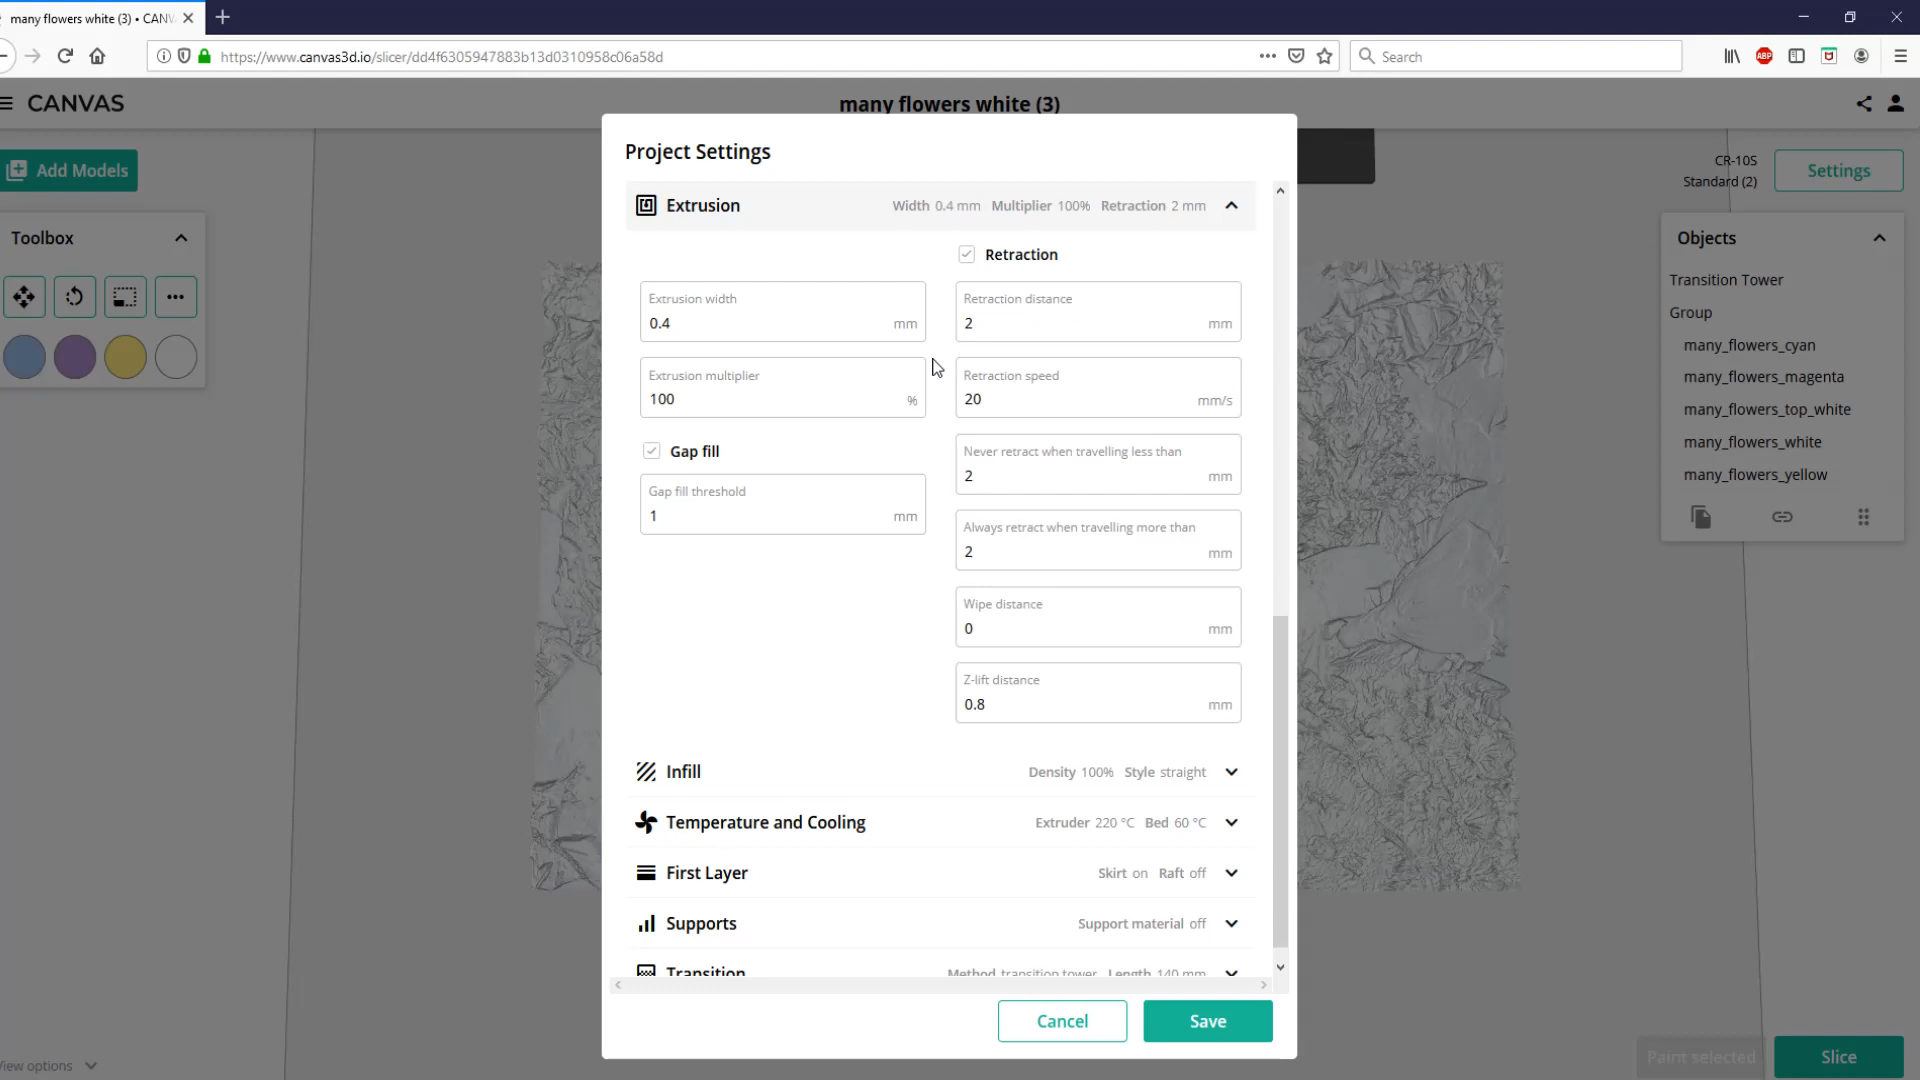 many flowers white (3) • CANV
https://www.canvas3d.io/slicer/dd4f6305947883b13d0310958c06a58d
Search
ABP
CANVAS
many flowers white (3)
Add Models
CR-10S
Standard (2)
Settings
Toolbox
Objects
Transition Tower
Group
many_flowers_cyan
many_flowers_magenta
many_flowers_top_white
many_flowers_white
many_flowers_yellow
Project Settings
Extrusion Width 0.4 mm Multiplier 100% Retraction 2 mm
Retraction
Extrusion width
0.4 mm
Retraction distance
2 mm
Extrusion multiplier
100 %
Retraction speed
20 mm/s
Gap fill
Never retract when travelling less than
2 mm
Gap fill threshold
1 mm
Always retract when travelling more than
2 mm
Wipe distance
0 mm
Z-lift distance
0.8 mm
Infill Density 100% Style straight
Temperature and Cooling Extruder 220 °C Bed 60 °C
First Layer Skirt on Raft off
Supports Support material off
Transition Method transition tower Length 140 mm
Cancel
Save
View options
Paint selected
Slice